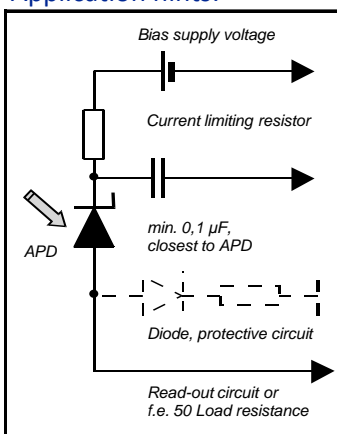 Application hints:
Bias supply voltage
Current limiting resistor
min. 0,1 µF,
closest to APD
APD
Diode, protective circuit
Read-out circuit or
f.e. 50 Load resistance